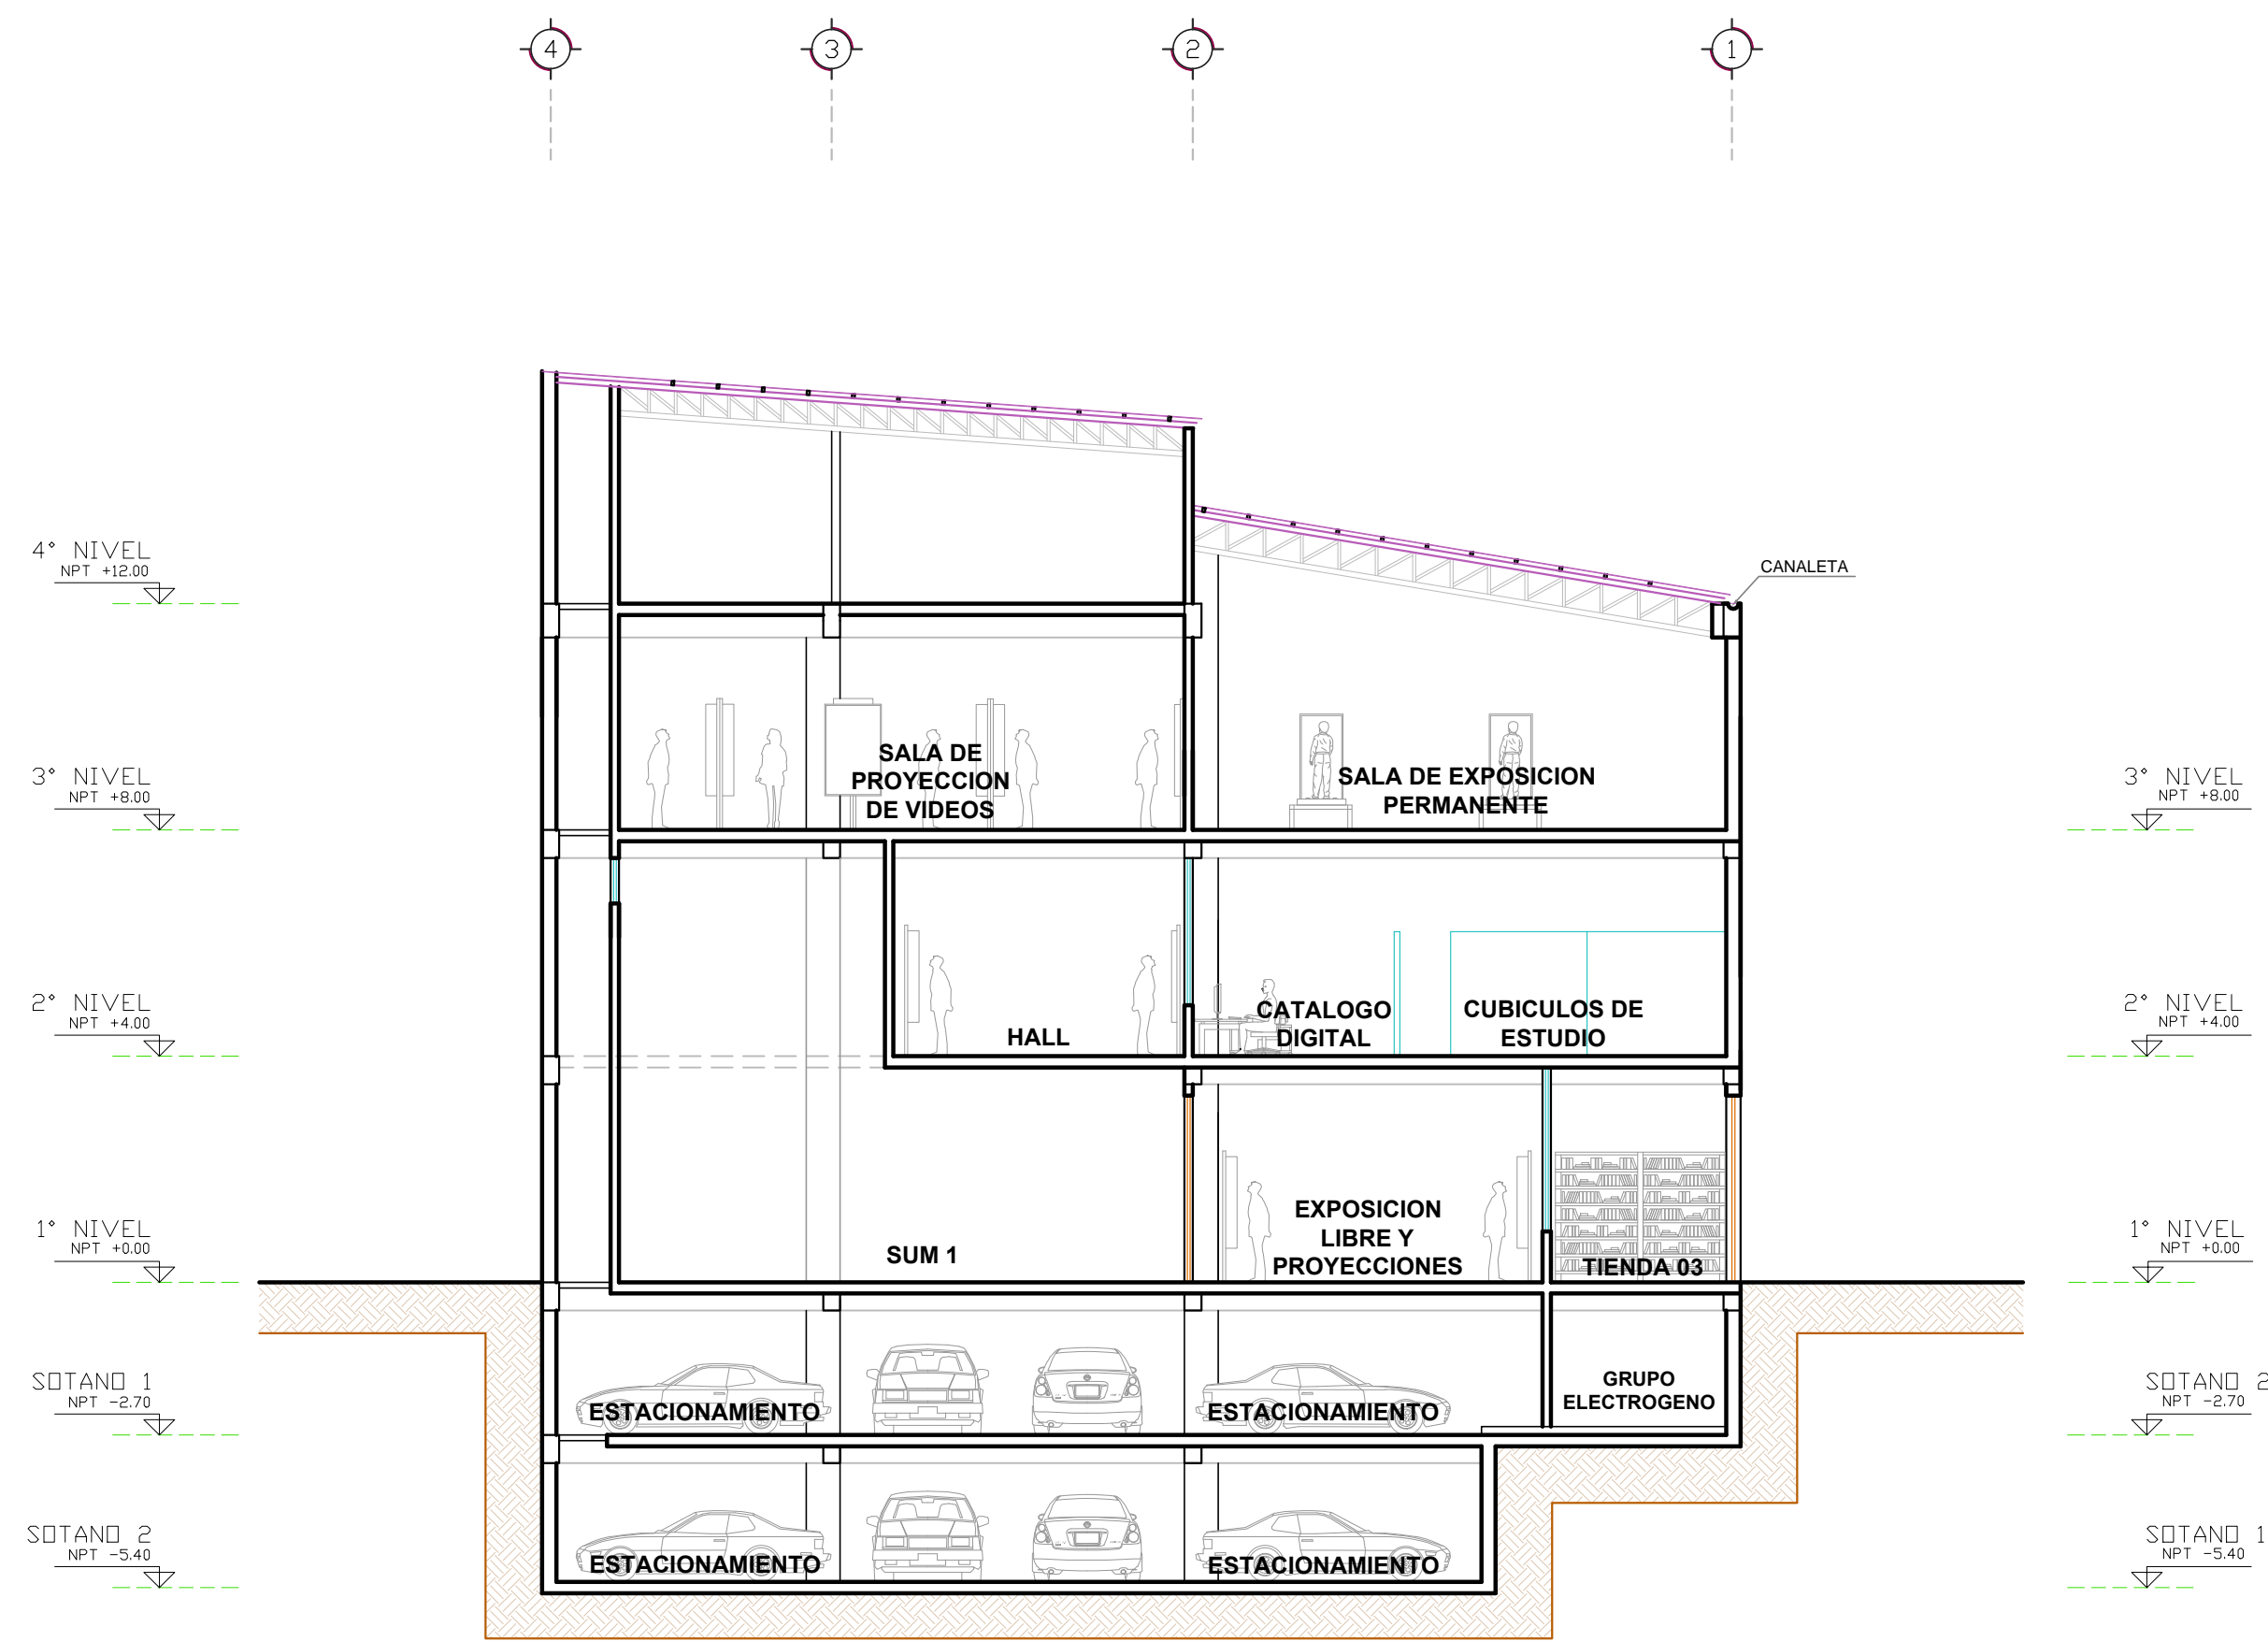 4
3
2
1
4° NIVEL
NPT +12.00
CANALETA
3° NIVEL
NPT +8.00
SALA DE
PROYECCION
DE VIDEOS
SALA DE EXPOSICION
PERMANENTE
3° NIVEL
NPT +8.00
2° NIVEL
NPT +4.00
HALL
CATALOGO
DIGITAL
CUBICULOS DE
ESTUDIO
2° NIVEL
NPT +4.00
1° NIVEL
NPT +0.00
SUM 1
EXPOSICION
LIBRE Y
PROYECCIONES
TIENDA 03
1° NIVEL
NPT +0.00
SOTANO 1
NPT -2.70
ESTACIONAMIENTO
ESTACIONAMIENTO
GRUPO
ELECTROGENO
SOTANO 2
NPT -2.70
SOTANO 2
NPT -5.40
ESTACIONAMIENTO
ESTACIONAMIENTO
SOTANO 1
NPT -5.40